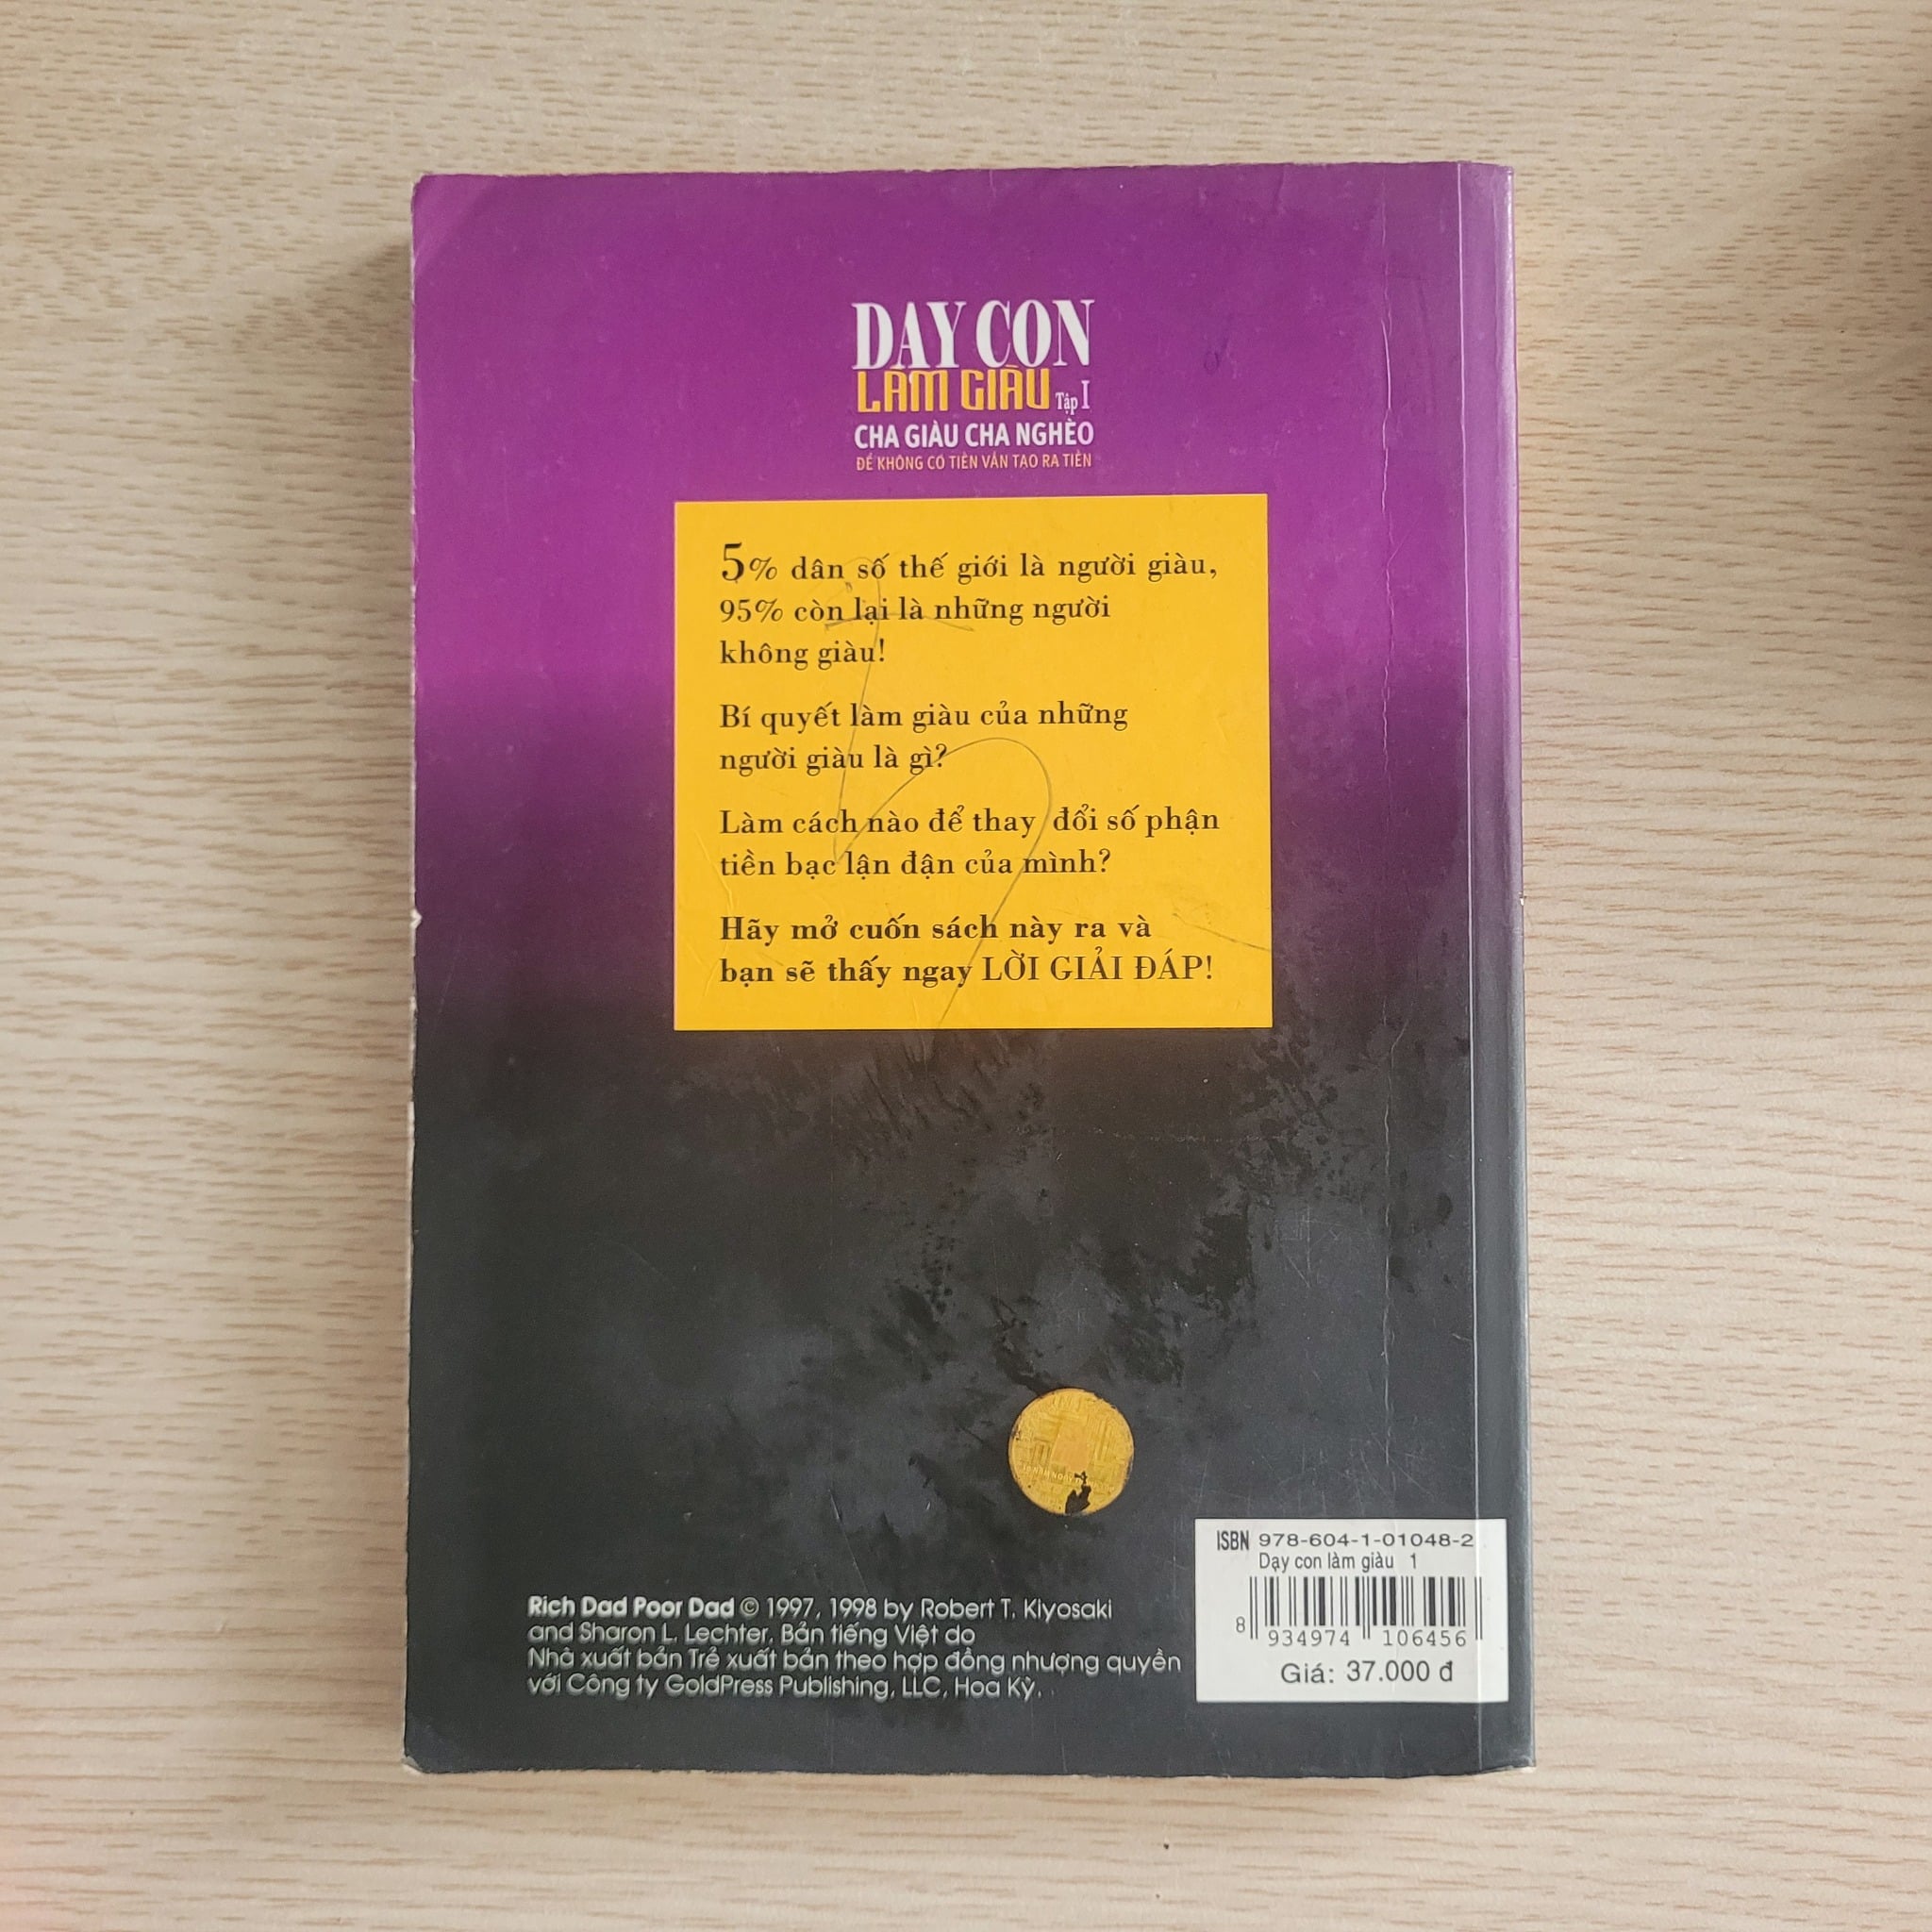 DẠY CON
LÀM GIÀU Tập I
CHA GIÀU CHA NGHÈO
ĐỂ KHÔNG CÓ TIỀN VẪN TẠO RA TIỀN
5% dân số thế giới là người giàu,
95% còn lại là những người
không giàu!
Bí quyết làm giàu của những
người giàu là gì?
Làm cách nào để thay đổi số phận
tiền bạc lận đận của mình?
Hãy mở cuốn sách này ra và
bạn sẽ thấy ngay LỜI GIẢI ĐÁP!
Rich Dad Poor Dad © 1997, 1998 by Robert T. Kiyosaki
and Sharon L. Lechter, Bản tiếng Việt do
Nhà xuất bản Trẻ xuất bản theo hợp đồng nhượng quyền
với Công ty GoldPress Publishing, LLC, Hoa Kỳ.
ISBN 978-604-1-01048-2
Dạy con làm giàu 1
8 934974 106456
Giá: 37.000 đ